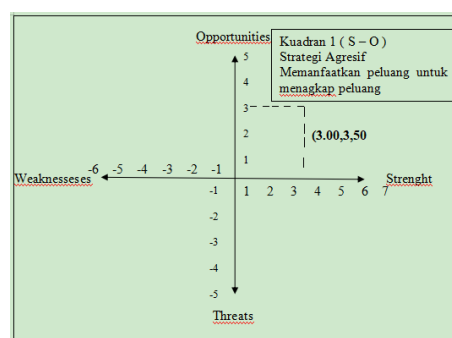 Opportunities
Kuadran 1 ( S – O )
Strategi Agresif
Memanfaatkan peluang untuk
menagkap peluang
5
4
3
2
1
(3.00,3,50
-6 -5 -4 -3 -2 -1
Weaknesseses
Strenght
-1 1 2 3 4 5 6 7
-2
-3
-4
-5
Threats